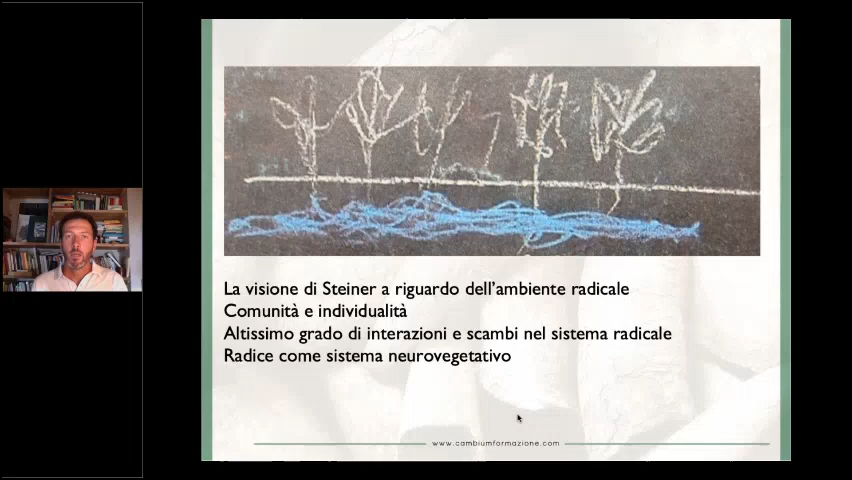 La visione di Steiner a riguardo dell’ambiente radicale
Comunità e individualità
Altissimo grado di interazioni e scambi nel sistema radicale
Radice come sistema neurovegetativo
www.cambiumformazione.com